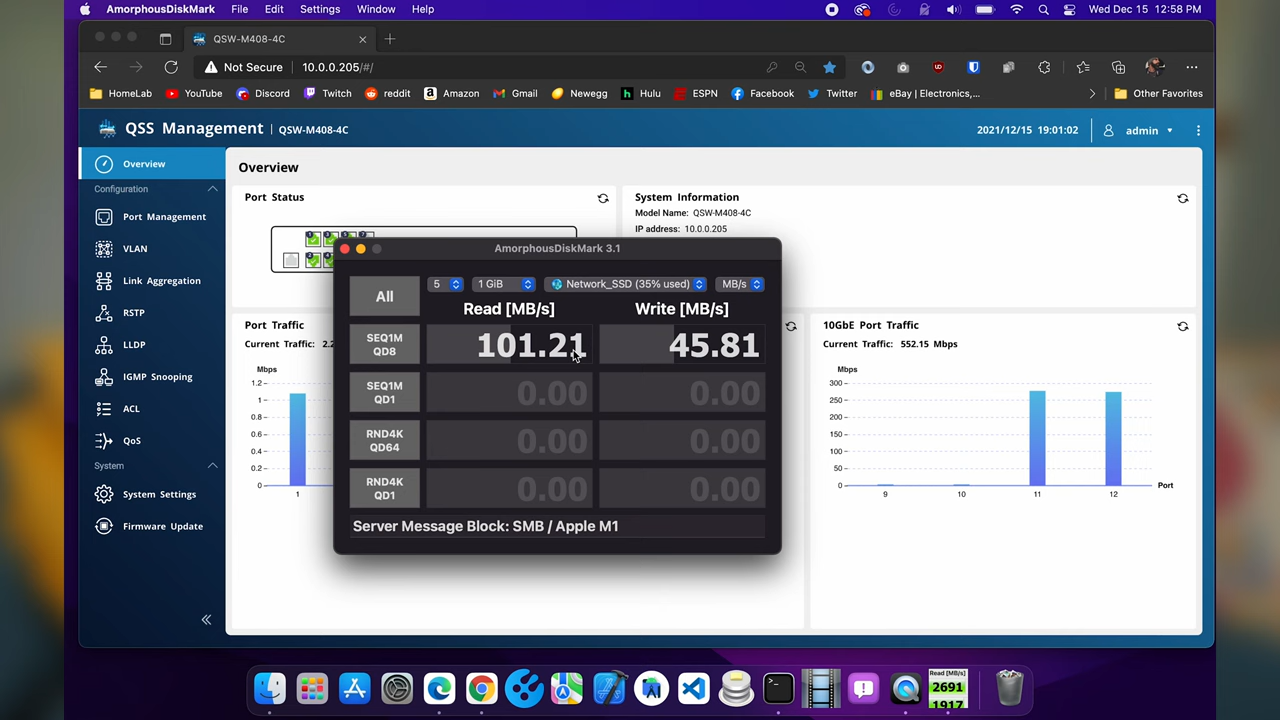 AmorphousDiskMark File Edit Settings Window Help Wed Dec 15 12:58 PM
QSW-M408-4C
Not Secure 10.0.0.205/#/
HomeLab YouTube Discord Twitch reddit Amazon Gmail Newegg Hulu ESPN Facebook Twitter eBay | Electronics,... Other Favorites
QSS Management | QSW-M408-4C 2021/12/15 19:01:02 admin
Overview
Configuration
Port Management
VLAN
Link Aggregation
RSTP
LLDP
IGMP Snooping
ACL
QoS
System
System Settings
Firmware Update
Overview
Port Status
System Information
Model Name: QSW-M408-4C
IP address: 10.0.0.205
Port Traffic
Current Traffic: 2.2
Mbps
1.2
1
0.8
0.6
0.4
0.2
0
1
10GbE Port Traffic
Current Traffic: 552.15 Mbps
Mbps
300
250
200
150
100
50
0
9 10 11 12 Port
AmorphousDiskMark 3.1
All 5 1 GiB Network_SSD (35% used) MB/s
Read [MB/s] Write [MB/s]
SEQ1M
QD8
101.21 45.81
SEQ1M
QD1
0.00 0.00
RND4K
QD64
0.00 0.00
RND4K
QD1
0.00 0.00
Server Message Block: SMB / Apple M1
Read [MB/s]
2691
1917